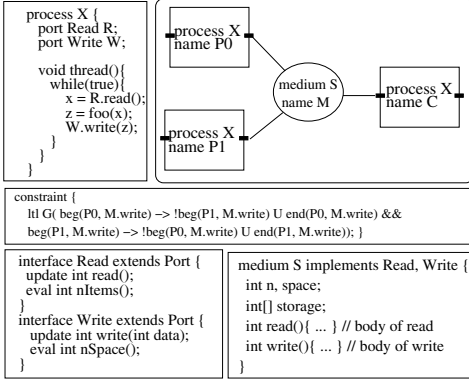 process X {
port Read R;
port Write W;
void thread(){
while(true){
x = R.read();
z = foo(x);
W.write(z);
}
}
}
process X
name P0
medium S
name M
process X
name C
process X
name P1
constraint {
ltl G( beg(P0, M.write) −> !beg(P1, M.write) U end(P0, M.write) &&
beg(P1, M.write) −> !beg(P0, M.write) U end(P1, M.write)); }
interface Read extends Port {
update int read();
eval int nItems();
}
interface Write extends Port {
update int write(int data);
eval int nSpace();
}
medium S implements Read, Write {
int n, space;
int[] storage;
int read(){ ... } // body of read
int write(){ ... } // body of write
}